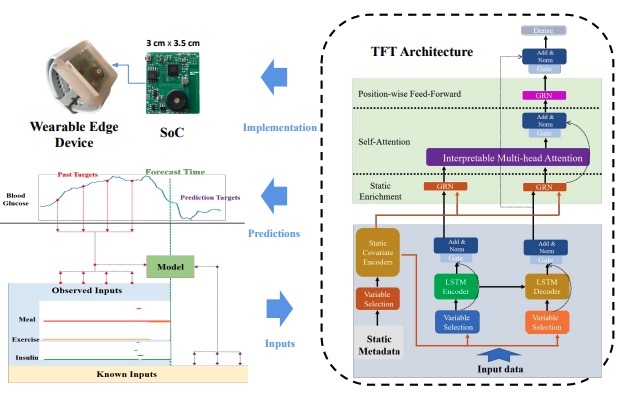 3 cm x 3.5 cm
Wearable Edge
Device
SoC
Implementation
Forecast Time
Past Targets
Blood
Glucose
Prediction Targets
Predictions
Model
Observed Inputs
Meal
Exercise
Insulin
Known Inputs
Inputs
TFT Architecture
Dense
Add &
Norm
Gate
Position-wise Feed-Forward
GRN
Add &
Norm
Gate
Self-Attention
Interpretable Multi-head Attention
Static
Enrichment
GRN
GRN
Static
Covariate
Encoders
Add &
Norm
Gate
Add &
Norm
Gate
LSTM
Encoder
LSTM
Decoder
Variable
Selection
Variable
Selection
Variable
Selection
Static
Metadata
Input data